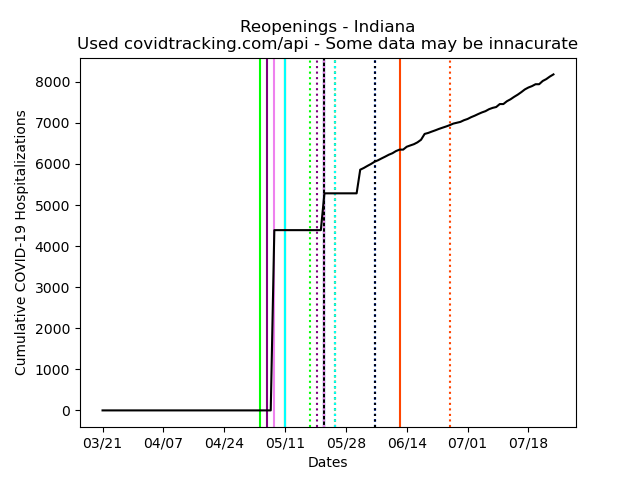 Reopenings - Indiana
Used covidtracking.com/api - Some data may be innacurate
Cumulative COVID-19 Hospitalizations
8000
7000
6000
5000
4000
3000
2000
1000
0
03/21 04/07 04/24 05/11 05/28 06/14 07/01 07/18
Dates